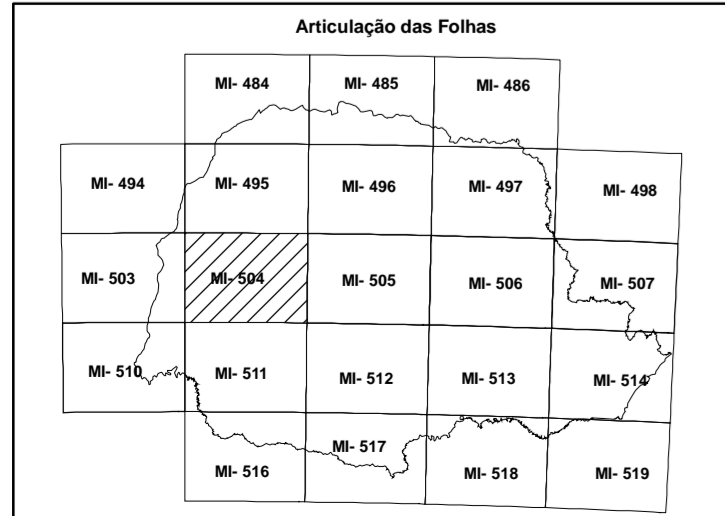 Articulação das Folhas
MI- 484 MI- 485 MI- 486
MI- 494 MI- 495 MI- 496 MI- 497 MI- 498
MI- 503 MI- 504 MI- 505 MI- 506 MI- 507
MI- 510 MI- 511 MI- 512 MI- 513 MI- 514
MI- 516 MI- 517 MI- 518 MI- 519